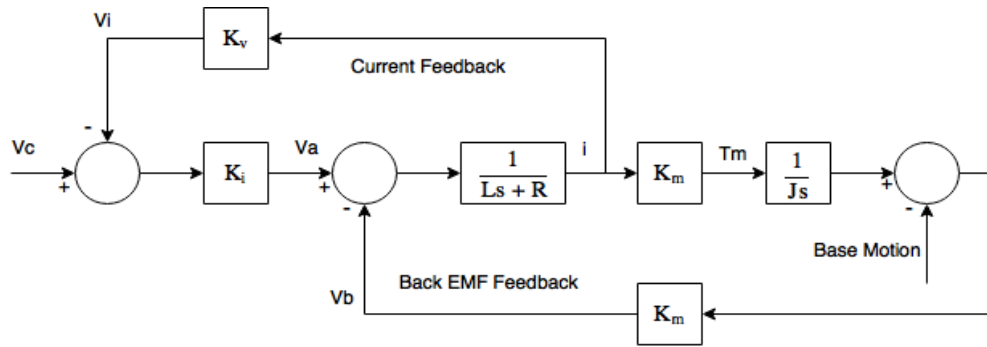 Vi
Kv
Current Feedback
-
Vc
+
Ki
Va
+
-
1
Ls + R
i
Km
Tm
1
Js
+
-
Base Motion
Back EMF Feedback
Vb
Km